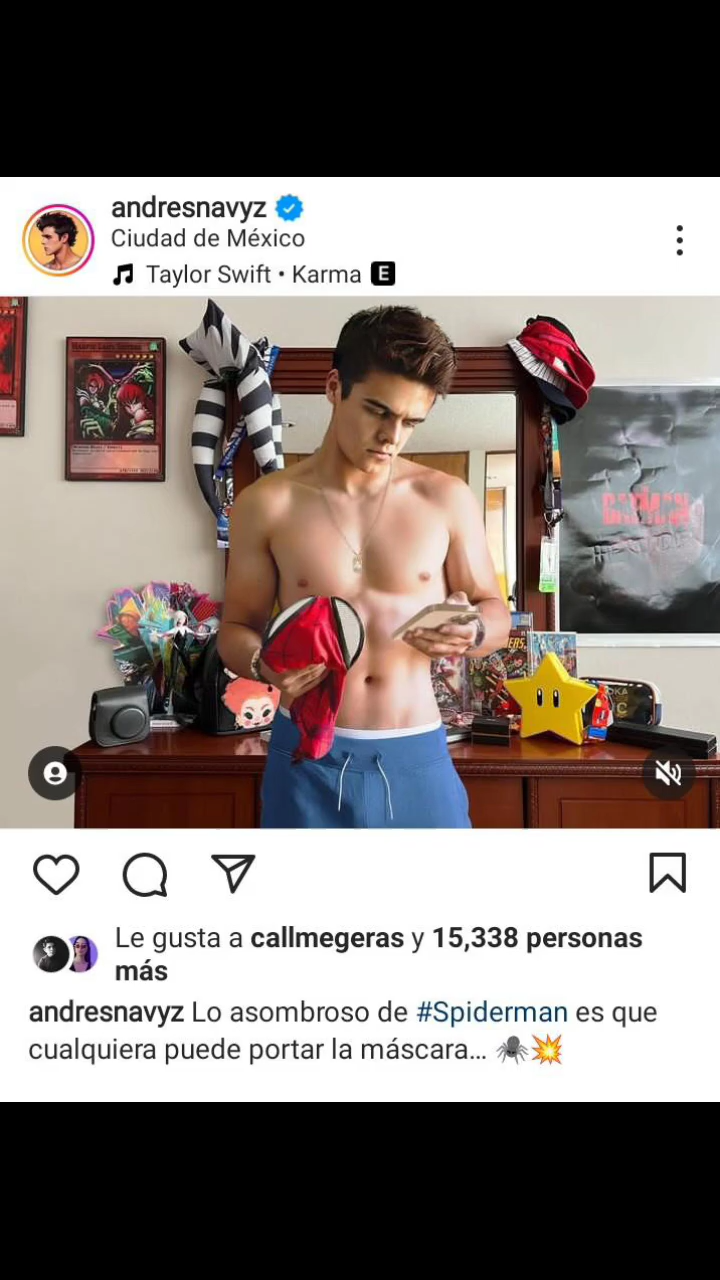 andresnavyz
Ciudad de México
Taylor Swift • Karma E
Le gusta a callmegeras y 15,338 personas
más
andresnavyz Lo asombroso de #Spiderman es que
cualquiera puede portar la máscara... 🕷️💥